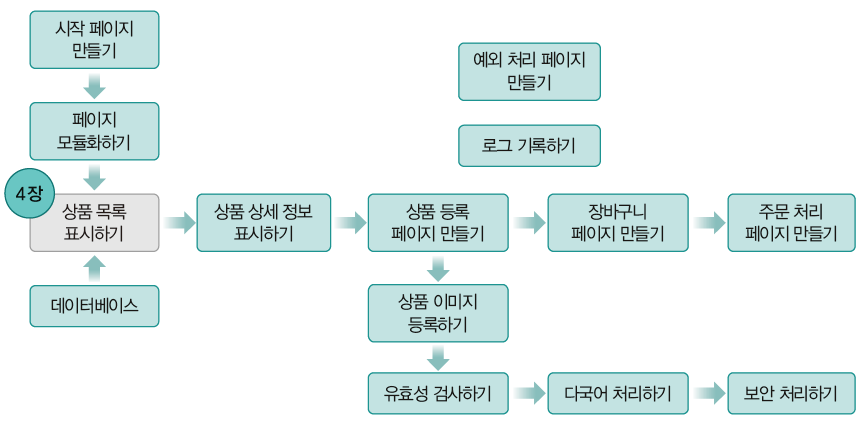 시작 페이지
만들기
예외 처리 페이지
만들기
페이지
모듈화하기
로그 기록하기
4장
상품 목록
표시하기
상품 상세 정보
표시하기
상품 등록
페이지 만들기
장바구니
페이지 만들기
주문 처리
페이지 만들기
데이터베이스
상품 이미지
등록하기
유효성 검사하기
다국어 처리하기
보안 처리하기